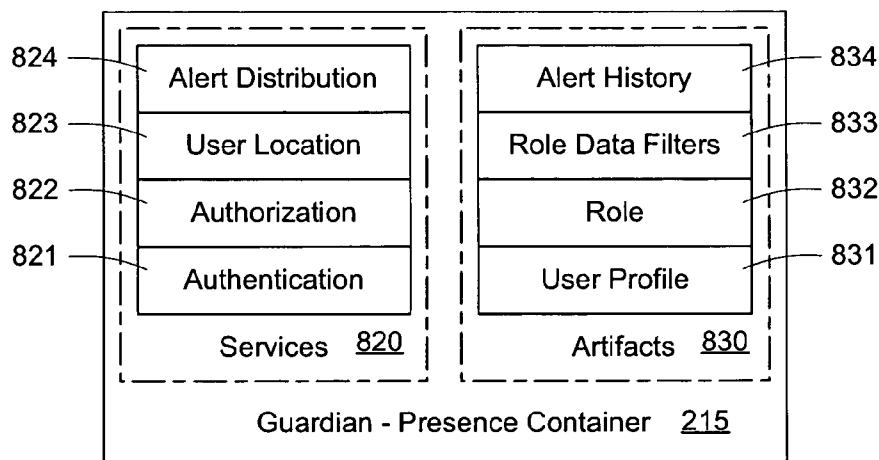 824 Alert Distribution Alert History 834
823 User Location Role Data Filters 833
822 Authorization Role 832
821 Authentication User Profile 831
Services 820 Artifacts 830
Guardian - Presence Container 215